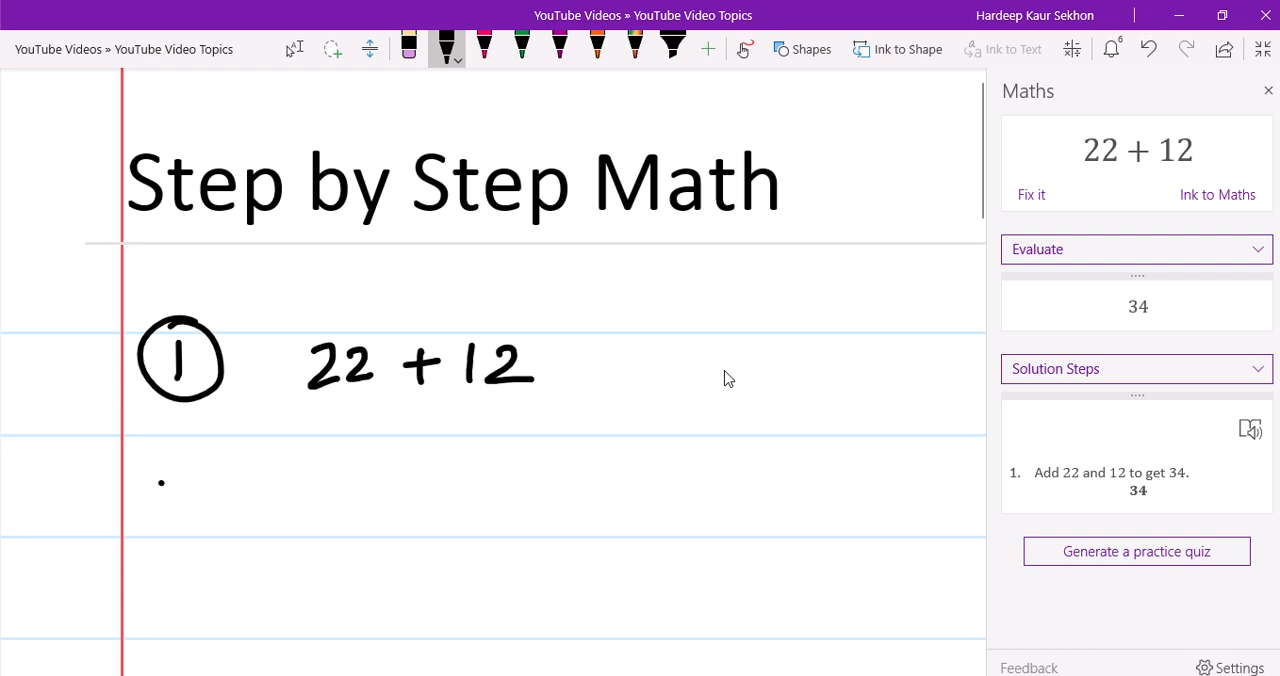 YouTube Videos » YouTube Video Topics
Hardeep Kaur Sekhon
YouTube Videos » YouTube Video Topics
Shapes
Ink to Shape
Ink to Text
6
Step by Step Math
1 22 + 12
Maths
22 + 12
Fix it
Ink to Maths
Evaluate
34
Solution Steps
1. Add 22 and 12 to get 34.
34
Generate a practice quiz
Feedback
Settings